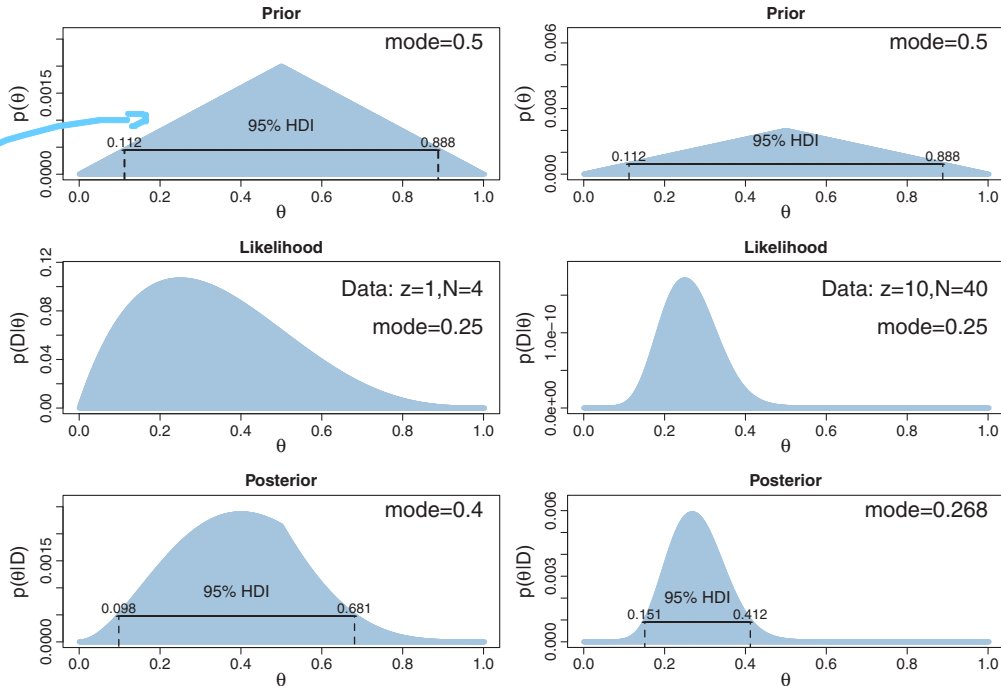 Prior
mode=0.5
p(θ)
0.0000 0.0015
95% HDI
0.112 0.888
0.0 0.2 0.4 0.6 0.8 1.0
θ
Prior
mode=0.5
p(θ)
0.000 0.003 0.006
95% HDI
0.112 0.888
0.0 0.2 0.4 0.6 0.8 1.0
θ
Likelihood
Data: z=1,N=4
mode=0.25
p(D|θ)
0.00 0.04 0.08 0.12
0.0 0.2 0.4 0.6 0.8 1.0
θ
Likelihood
Data: z=10,N=40
mode=0.25
p(D|θ)
0.0e+00 1.0e-10
0.0 0.2 0.4 0.6 0.8 1.0
θ
Posterior
mode=0.4
p(θ|D)
0.0000 0.0015
95% HDI
0.098 0.681
0.0 0.2 0.4 0.6 0.8 1.0
θ
Posterior
mode=0.268
p(θ|D)
0.000 0.003 0.006
95% HDI
0.151 0.412
0.0 0.2 0.4 0.6 0.8 1.0
θ